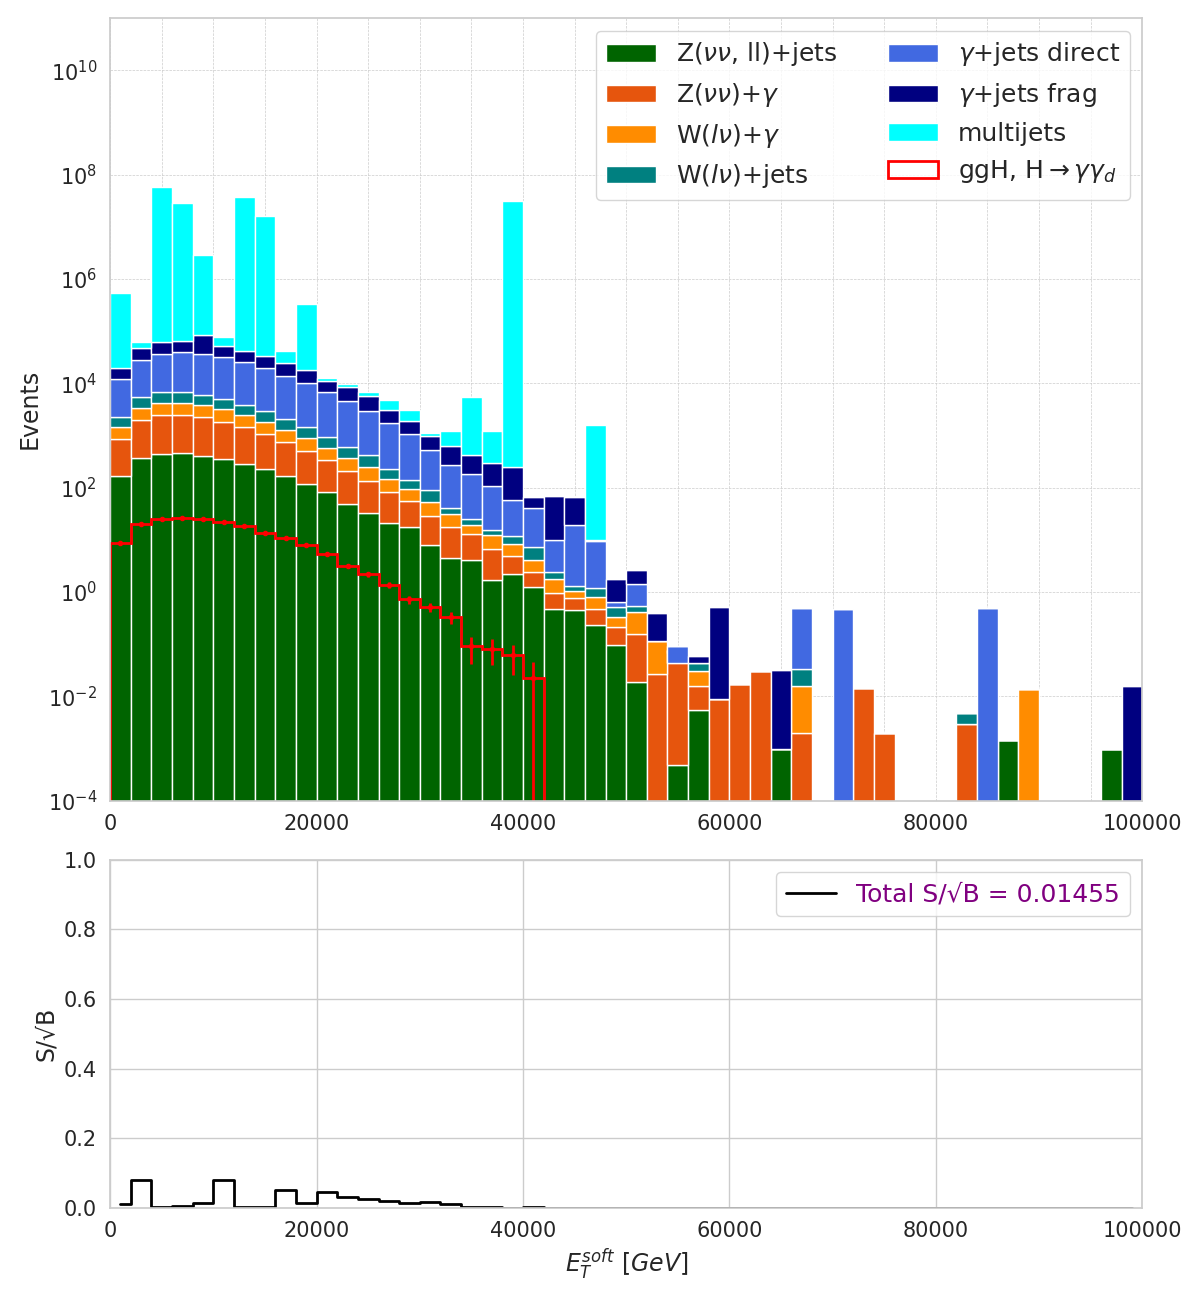 Events
10^10
10^8
10^6
10^4
10^2
10^0
10^−2
10^−4
Z(νν, ll)+jets
Z(νν)+γ
W(lν)+γ
W(lν)+jets
γ+jets direct
γ+jets frag
multijets
ggH, H→γγ_d
0 20000 40000 60000 80000 100000
S/√B
1.0
0.8
0.6
0.4
0.2
0.0
Total S/√B = 0.01455
0 20000 40000 60000 80000 100000
E_T^soft [GeV]